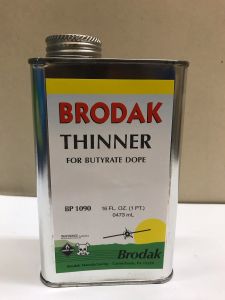 BRODAK
THINNER
FOR BUTYRATE DOPE
BP 1090 16 FL. OZ. (1 PT.)
0473 mL
Brodak